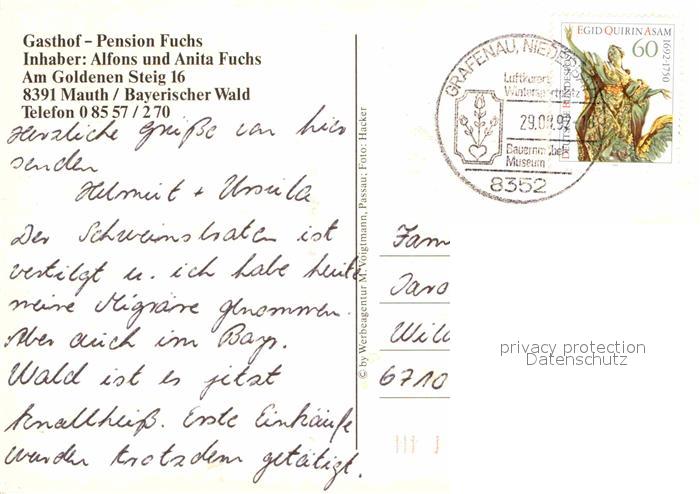 Gasthof – Pension Fuchs
Inhaber: Alfons und Anita Fuchs
Am Goldenen Steig 16
8391 Mauth / Bayerischer Wald
Telefon 0 85 57 / 2 70
Herzliche Grüße von hier
senden
Helmut + Ursula
Der Schweinsbraten ist
vertilgt u. ich habe heute
meine Migräne genommen.
Aber auch im Bayr.
Wald ist es jetzt
knallheiß. Erste Einkäufe
wurden trotzdem getätigt.
© by Werbeagentur M. Voigtmann, Passau; Foto: Hacker
GRAFENAU, NIEDERB
Luftkurort
Wintersportplatz
29.08.92
Bauernmöbel
Museum
8352
EGID QUIRIN ASAM
60
1692-1750
DEUTSCHE BUNDESPOST
Fam
Wil
6710
privacy protection
Datenschutz